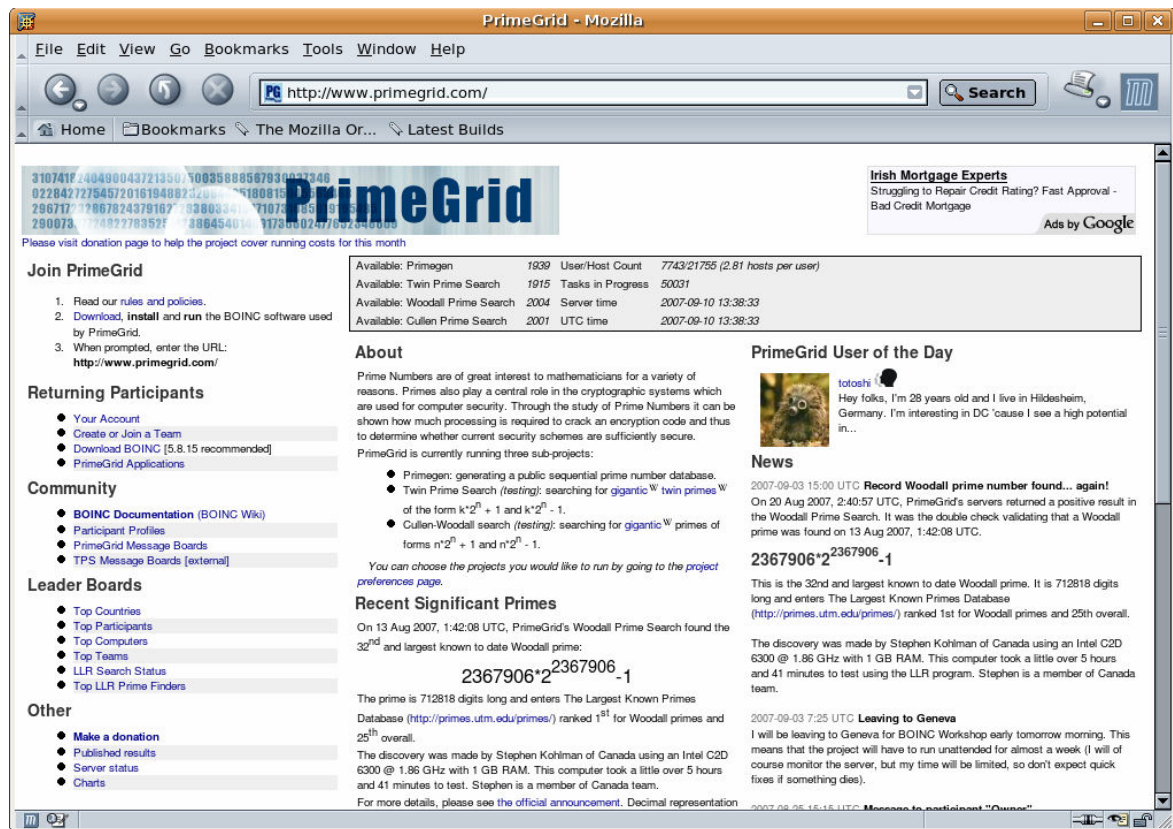 PrimeGrid - Mozilla
File Edit View Go Bookmarks Tools Window Help
PG http://www.primegrid.com/ Search
Home Bookmarks The Mozilla Or... Latest Builds
PrimeGrid
Please visit donation page to help the project cover running costs for this month
Irish Mortgage Experts
Struggling to Repair Credit Rating? Fast Approval -
Bad Credit Mortgage
Ads by Google
Join PrimeGrid
1. Read our rules and policies.
2. Download, install and run the BOINC software used
by PrimeGrid.
3. When prompted, enter the URL:
http://www.primegrid.com/
Returning Participants
Your Account
Create or Join a Team
Download BOINC [5.8.15 recommended]
PrimeGrid Applications
Community
BOINC Documentation (BOINC Wiki)
Participant Profiles
PrimeGrid Message Boards
TPS Message Boards [external]
Leader Boards
Top Countries
Top Participants
Top Computers
Top Teams
LLR Search Status
Top LLR Prime Finders
Other
Make a donation
Published results
Server status
Charts
Available: Primegen 1939 User/Host Count 7743/21755 (2.81 hosts per user)
Available: Twin Prime Search 1915 Tasks in Progress 50031
Available: Woodall Prime Search 2004 Server time 2007-09-10 13:38:33
Available: Cullen Prime Search 2001 UTC time 2007-09-10 13:38:33
About
Prime Numbers are of great interest to mathematicians for a variety of
reasons. Primes also play a central role in the cryptographic systems which
are used for computer security. Through the study of Prime Numbers it can be
shown how much processing is required to crack an encryption code and thus
to determine whether current security schemes are sufficiently secure.
PrimeGrid is currently running three sub-projects:
Primegen: generating a public sequential prime number database.
Twin Prime Search (testing): searching for gigantic W twin primes W
of the form k*2^n + 1 and k*2^n - 1.
Cullen-Woodall search (testing): searching for gigantic W primes of
forms n*2^n + 1 and n*2^n - 1.
You can choose the projects you would like to run by going to the project
preferences page.
Recent Significant Primes
On 13 Aug 2007, 1:42:08 UTC, PrimeGrid's Woodall Prime Search found the
32nd and largest known to date Woodall prime:
2367906*2^2367906-1
The prime is 712818 digits long and enters The Largest Known Primes
Database (http://primes.utm.edu/primes/) ranked 1st for Woodall primes and
25th overall.
The discovery was made by Stephen Kohlman of Canada using an Intel C2D
6300 @ 1.86 GHz with 1 GB RAM. This computer took a little over 5 hours
and 41 minutes to test. Stephen is a member of Canada team.
For more details, please see the official announcement. Decimal representation
PrimeGrid User of the Day
totoshi
Hey folks, I'm 28 years old and I live in Hildesheim,
Germany. I'm interesting in DC 'cause I see a high potential
in...
News
2007-09-03 15:00 UTC Record Woodall prime number found... again!
On 20 Aug 2007, 2:40:57 UTC, PrimeGrid's servers returned a positive result in
the Woodall Prime Search. It was the double check validating that a Woodall
prime was found on 13 Aug 2007, 1:42:08 UTC.
2367906*2^2367906-1
This is the 32nd and largest known to date Woodall prime. It is 712818 digits
long and enters The Largest Known Primes Database
(http://primes.utm.edu/primes/) ranked 1st for Woodall primes and 25th overall.
The discovery was made by Stephen Kohlman of Canada using an Intel C2D
6300 @ 1.86 GHz with 1 GB RAM. This computer took a little over 5 hours
and 41 minutes to test using the LLR program. Stephen is a member of Canada
team.
2007-09-03 7:25 UTC Leaving to Geneva
I will be leaving to Geneva for BOINC Workshop early tomorrow morning. This
means that the project will have to run unattended for almost a week (I will of
course monitor the server, but my time will be limited, so don't expect quick
fixes if something dies).
2007-08-25 15:15 UTC Message to participant "Owner"